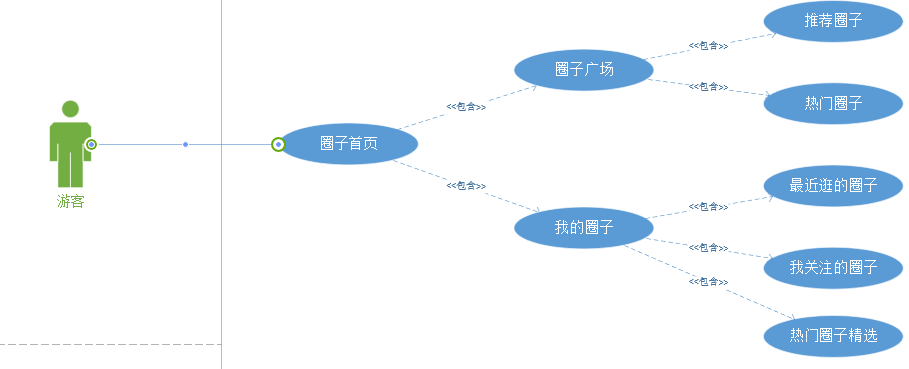 推荐圈子
<<包含>>
圈子广场
<<包含>>
热门圈子
<<包含>>
圈子首页
游客
<<包含>>
最近逛的圈子
<<包含>>
我的圈子
<<包含>>
我关注的圈子
<<包含>>
热门圈子精选